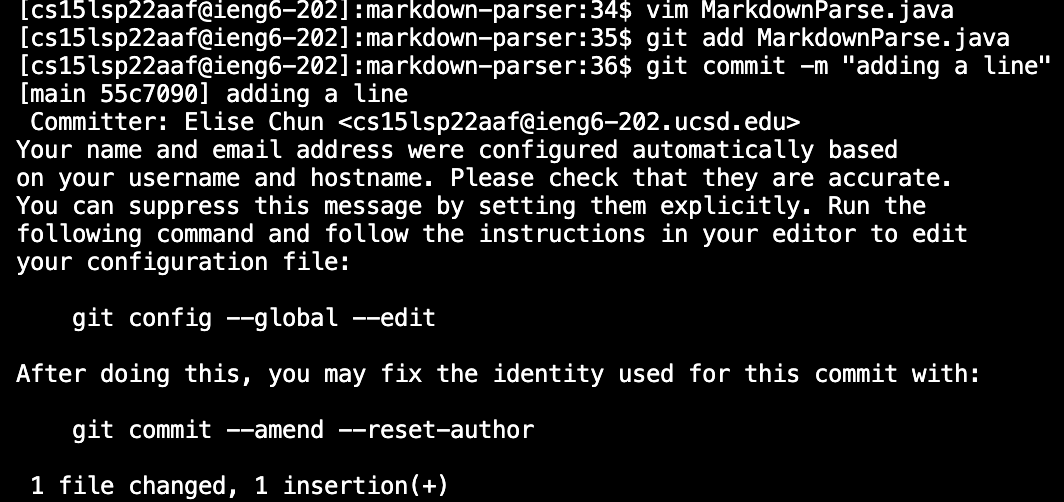 [cs15lsp22aaf@ieng6-202]:markdown-parser:34$ vim MarkdownParse.java
[cs15lsp22aaf@ieng6-202]:markdown-parser:35$ git add MarkdownParse.java
[cs15lsp22aaf@ieng6-202]:markdown-parser:36$ git commit -m "adding a line"
[main 55c7090] adding a line
 Committer: Elise Chun <cs15lsp22aaf@ieng6-202.ucsd.edu>
Your name and email address were configured automatically based
on your username and hostname. Please check that they are accurate.
You can suppress this message by setting them explicitly. Run the
following command and follow the instructions in your editor to edit
your configuration file:

    git config --global --edit

After doing this, you may fix the identity used for this commit with:

    git commit --amend --reset-author

 1 file changed, 1 insertion(+)